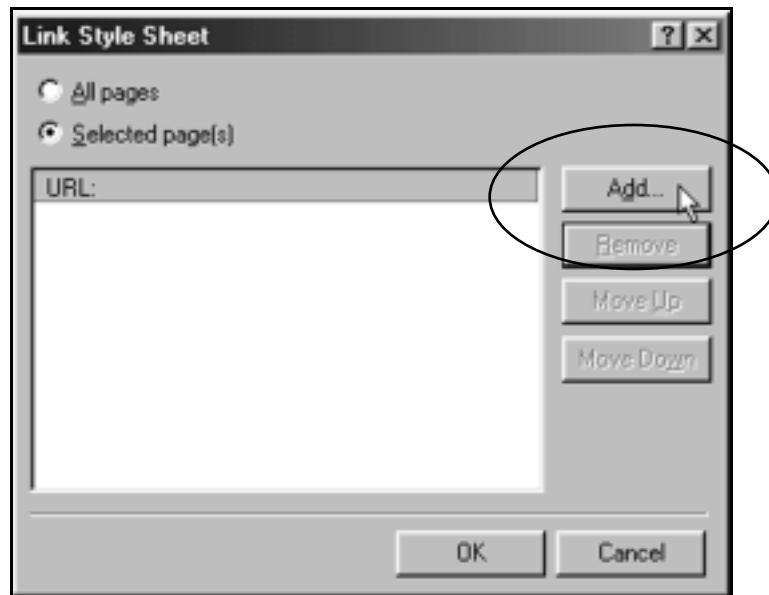 Link Style Sheet
All pages
Selected page(s)
URL:
Add...
Remove
Move Up
Move Down
OK
Cancel